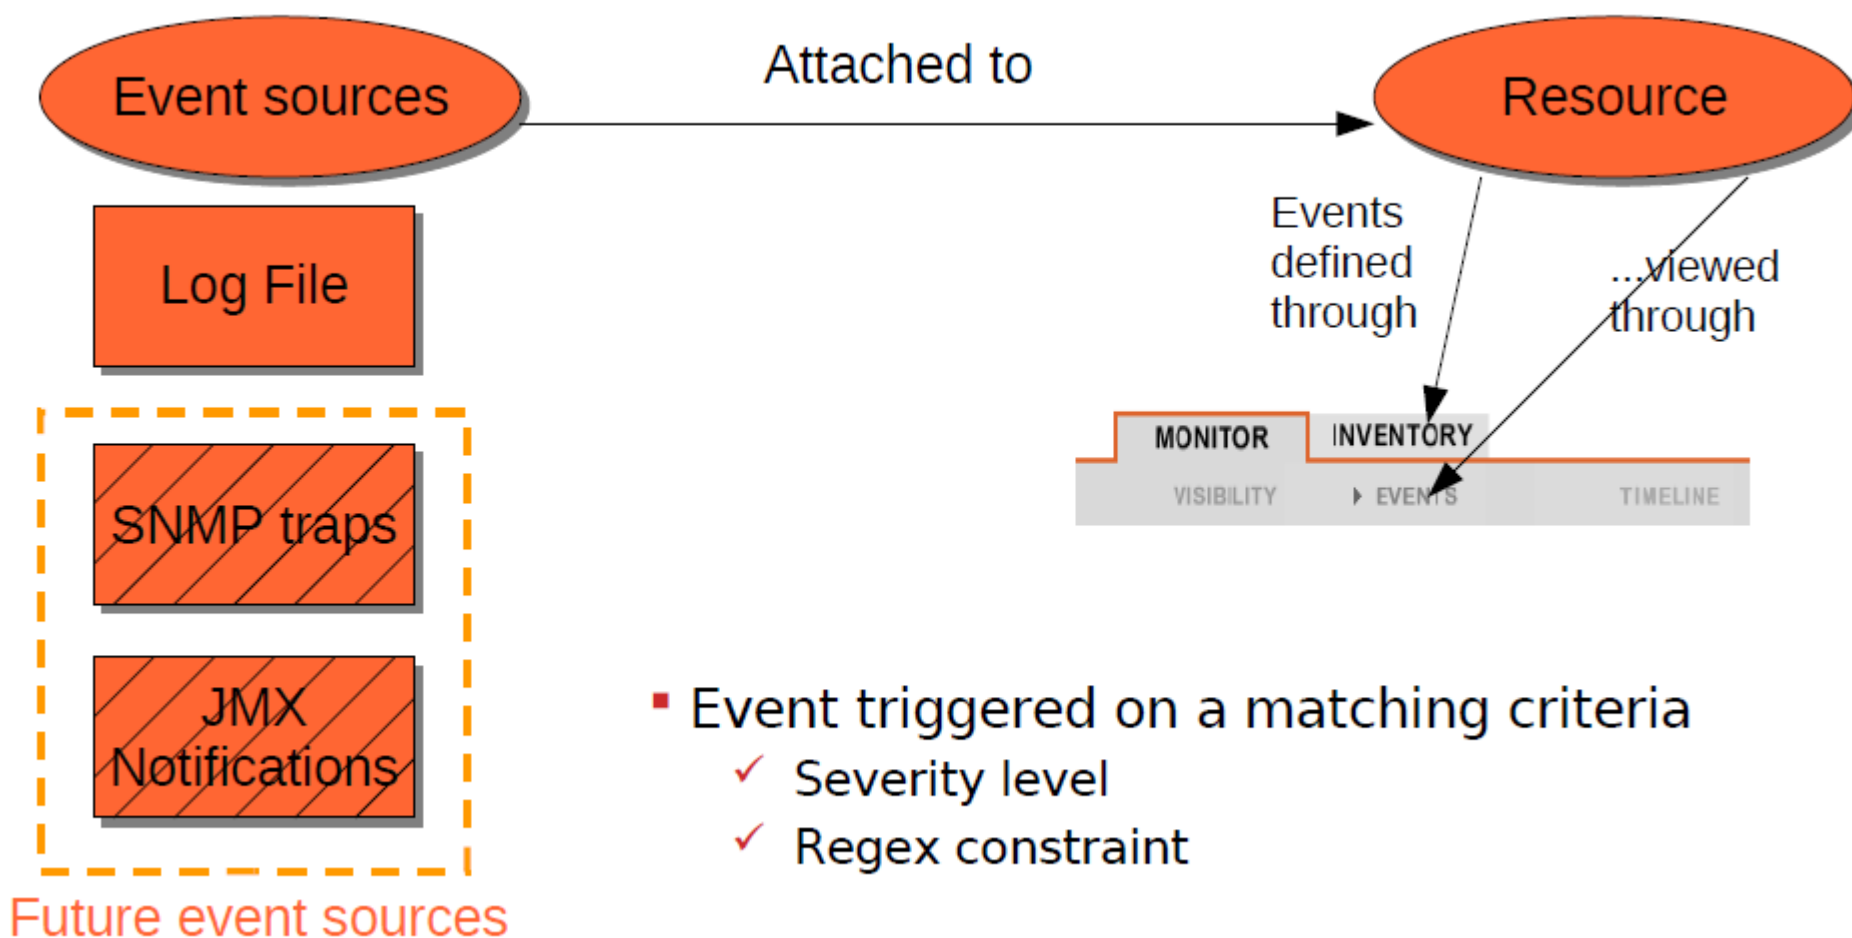 Event sources
Attached to
Resource
Log File
Events
defined
through
...viewed
through
MONITOR
INVENTORY
VISIBILITY
EVENTS
TIMELINE
SNMP traps
JMX
Notifications
Event triggered on a matching criteria
Severity level
Regex constraint
Future event sources